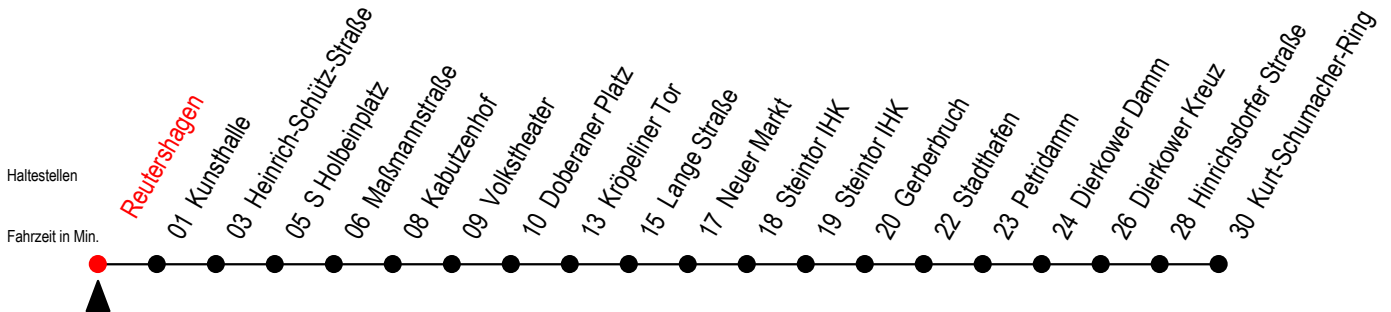 Haltestellen
Fahrzeit in Min.
Reutershagen
01 Kunsthalle
03 Heinrich-Schütz-Straße
05 S Holbeinplatz
06 Maßmannstraße
08 Kabutzenhof
09 Volkstheater
10 Doberaner Platz
13 Kröpeliner Tor
15 Lange Straße
17 Neuer Markt
18 Steintor IHK
19 Steintor IHK
20 Gerberbruch
22 Stadthafen
23 Petridamm
24 Dierkower Damm
26 Dierkower Kreuz
28 Hinrichsdorfer Straße
30 Kurt-Schumacher-Ring